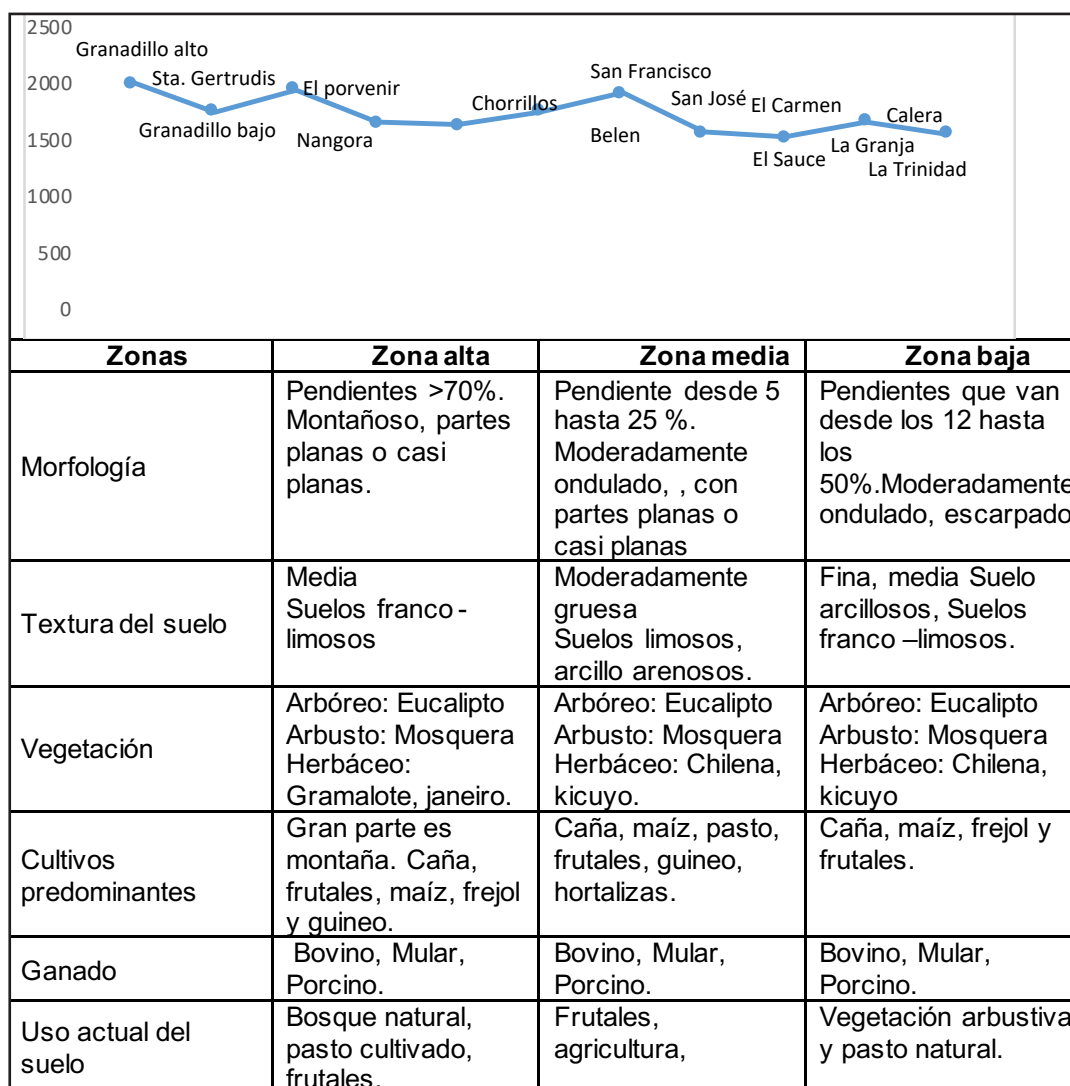 2500
Granadillo alto
2000
Sta. Gertrudis
El porvenir
Granadillo bajo
Nangora
Chorrillos
San Francisco
Belen
San José
El Carmen
El Sauce
La Granja
Calera
La Trinidad
1500
1000
500
0
Zonas
Zona alta
Zona media
Zona baja
Morfología
Pendientes >70%.
Montañoso, partes
planas o casi
planas.
Pendiente desde 5
hasta 25 %.
Moderadamente
ondulado, , con
partes planas o
casi planas
Pendientes que van
desde los 12 hasta
los
50%.Moderadamente
ondulado, escarpado
Textura del suelo
Media
Suelos franco -
limosos
Moderadamente
gruesa
Suelos limosos,
arcillo arenosos.
Fina, media Suelo
arcillosos, Suelos
franco –limosos.
Vegetación
Arbóreo: Eucalipto
Arbusto: Mosquera
Herbáceo:
Gramalote, janeiro.
Arbóreo: Eucalipto
Arbusto: Mosquera
Herbáceo: Chilena,
kicuyo.
Arbóreo: Eucalipto
Arbusto: Mosquera
Herbáceo: Chilena,
kicuyo
Cultivos
predominantes
Gran parte es
montaña. Caña,
frutales, maíz, frejol
y guineo.
Caña, maíz, pasto,
frutales, guineo,
hortalizas.
Caña, maíz, frejol y
frutales.
Ganado
Bovino, Mular,
Porcino.
Bovino, Mular,
Porcino.
Bovino, Mular,
Porcino.
Uso actual del
suelo
Bosque natural,
pasto cultivado,
frutales.
Frutales,
agricultura,
Vegetación arbustiva
y pasto natural.